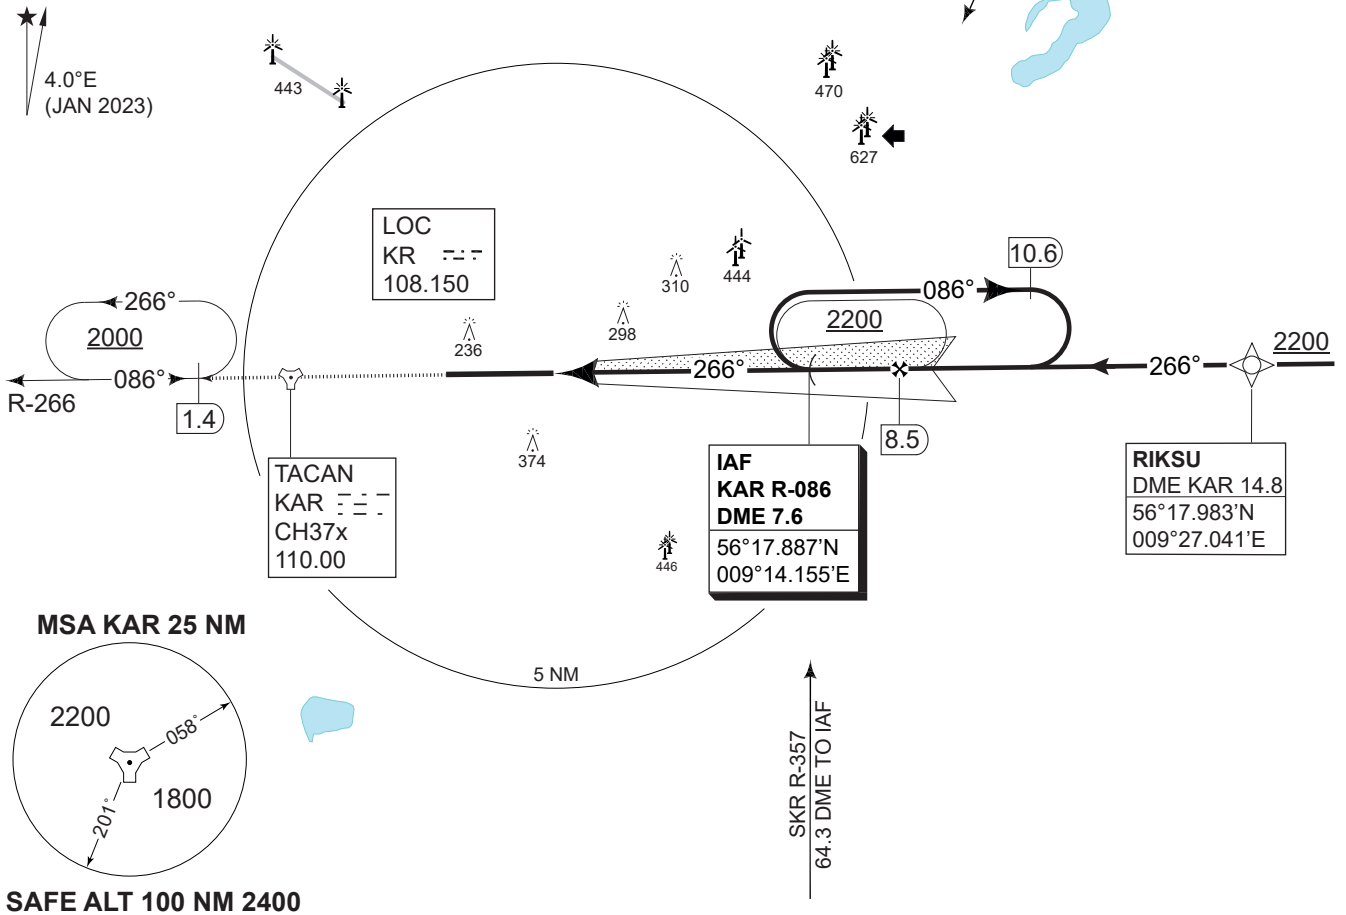 4.0°E
(JAN 2023)
443
470
627
LOC
KR
108.150
310
444
298
236
10.6
086°
2200
266°
2000
086°
R-266
1.4
266°
8.5
266°
2200
374
TACAN
KAR
CH37x
110.00
446
IAF
KAR R-086
DME 7.6
56°17.887'N
009°14.155'E
RIKSU
DME KAR 14.8
56°17.983'N
009°27.041'E
5 NM
MSA KAR 25 NM
2200
058°
1800
201°
SAFE ALT 100 NM 2400
SKR R-357
64.3 DME TO IAF